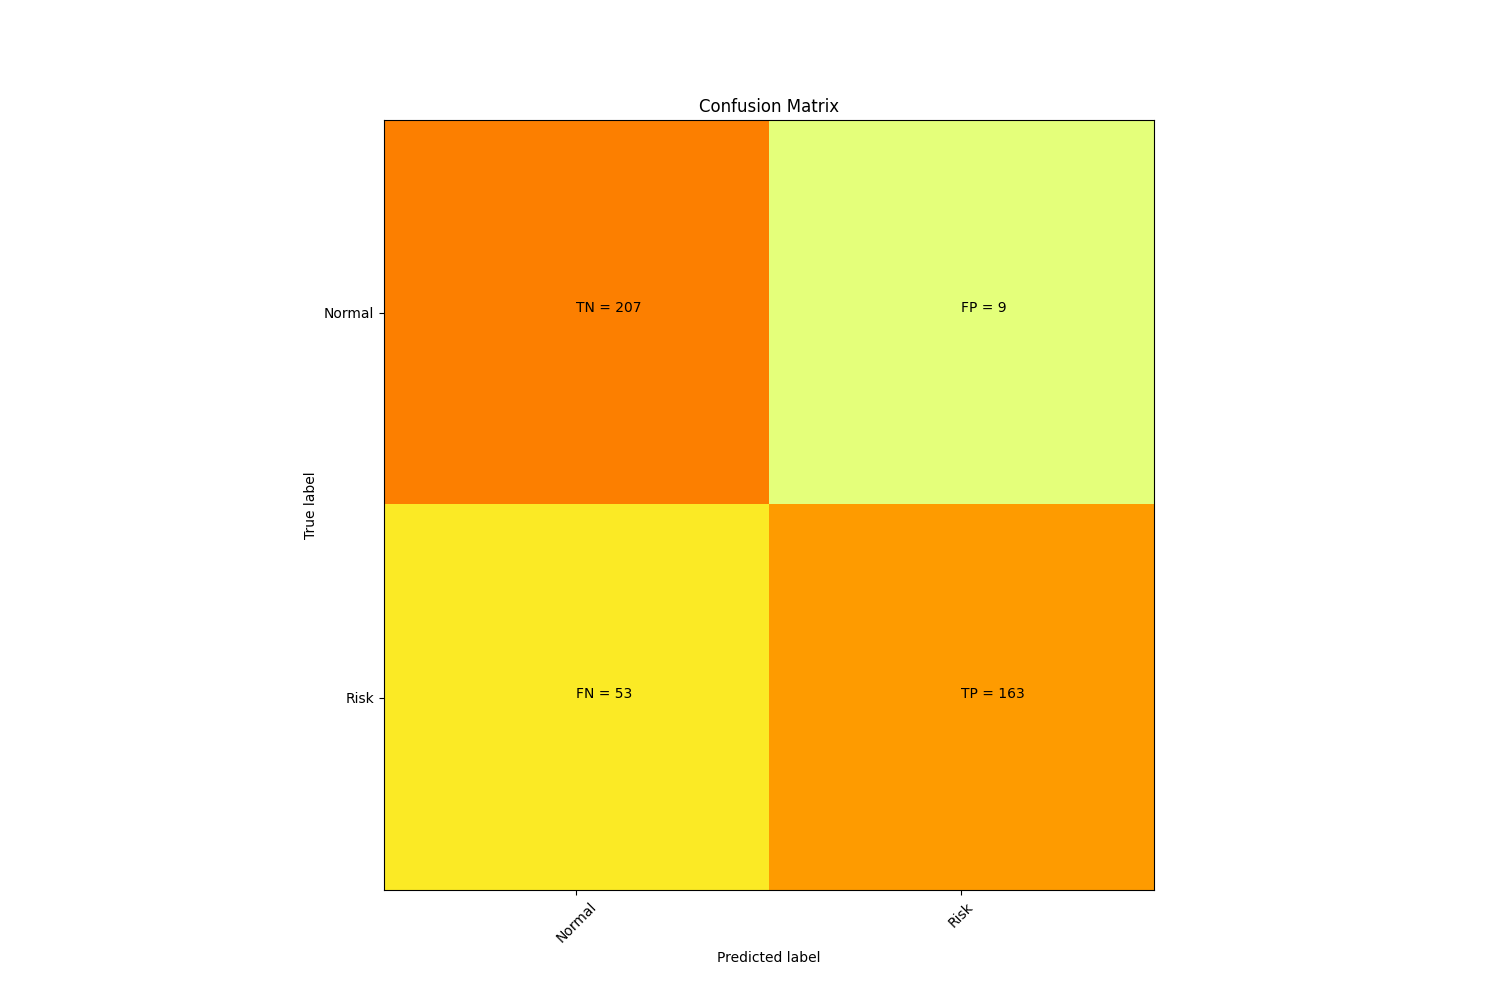 Confusion Matrix
TN = 207
FP = 9
Normal
True label
FN = 53
TP = 163
Risk
Normal
Risk
Predicted label